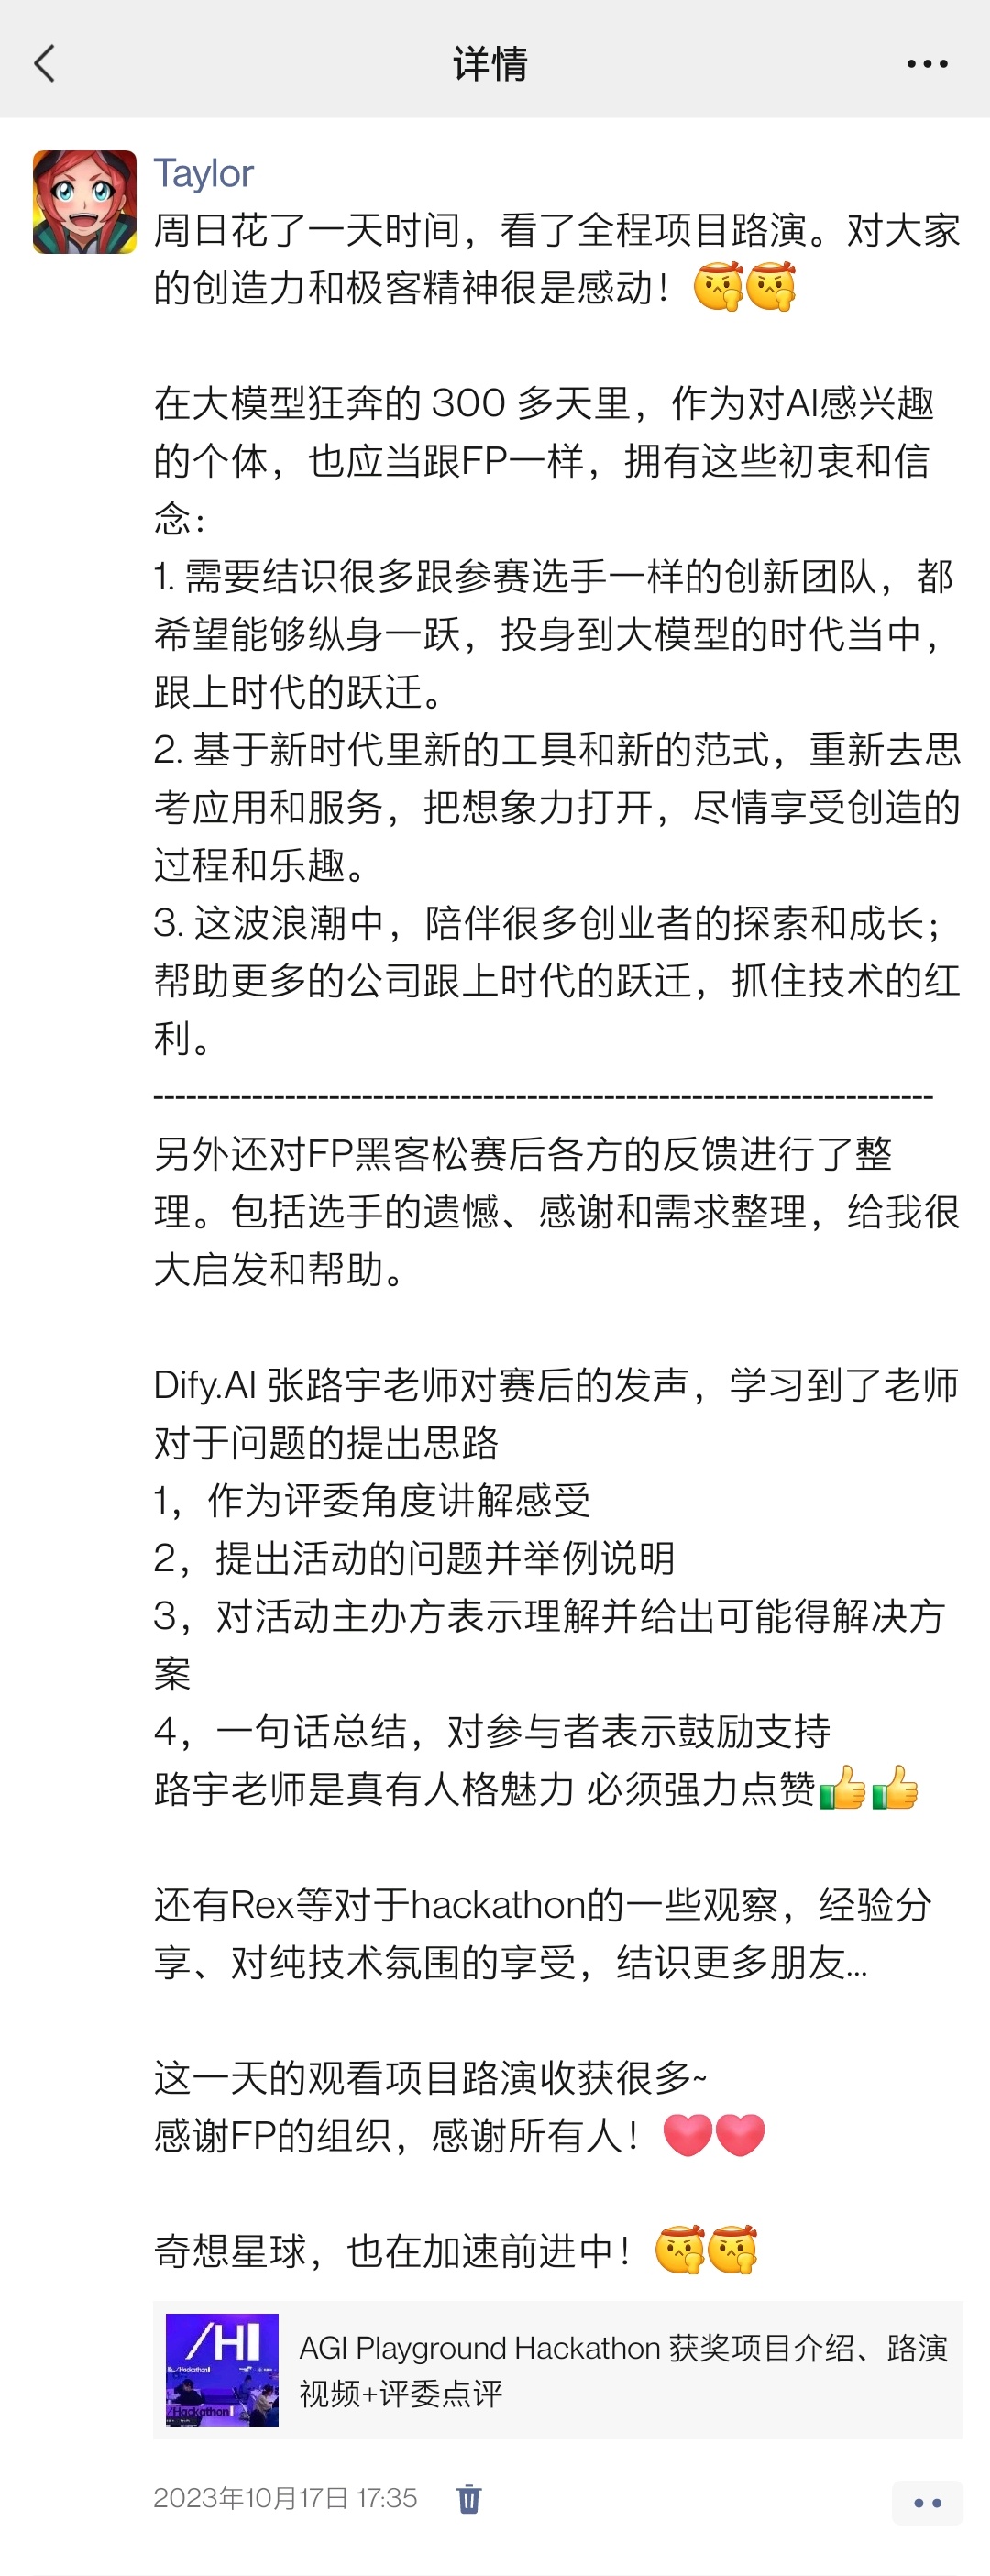 详情
Taylor
周日花了一天时间，看了全程项目路演。对大家
的创造力和极客精神很是感动！
在大模型狂奔的 300 多天里，作为对AI感兴趣
的个体，也应当跟FP一样，拥有这些初衷和信
念：
1. 需要结识很多跟参赛选手一样的创新团队，都
希望能够纵身一跃，投身到大模型的时代当中，
跟上时代的跃迁。
2. 基于新时代里新的工具和新的范式，重新去思
考应用和服务，把想象力打开，尽情享受创造的
过程和乐趣。
3. 这波浪潮中，陪伴很多创业者的探索和成长；
帮助更多的公司跟上时代的跃迁，抓住技术的红
利。
------------------------------------------------------------------------
另外还对FP黑客松赛后各方的反馈进行了整
理。包括选手的遗憾、感谢和需求整理，给我很
大启发和帮助。
Dify.AI 张路宇老师对赛后的发声，学习到了老师
对于问题的提出思路
1，作为评委角度讲解感受
2，提出活动的问题并举例说明
3，对活动主办方表示理解并给出可能得解决方
案
4，一句话总结，对参与者表示鼓励支持
路宇老师是真有人格魅力 必须强力点赞👍👍
还有Rex等对于hackathon的一些观察，经验分
享、对纯技术氛围的享受，结识更多朋友...
这一天的观看项目路演收获很多~
感谢FP的组织，感谢所有人！❤️❤️
奇想星球，也在加速前进中！
/HI
/Hackathon
AGI Playground Hackathon 获奖项目介绍、路演
视频+评委点评
2023年10月17日 17:35